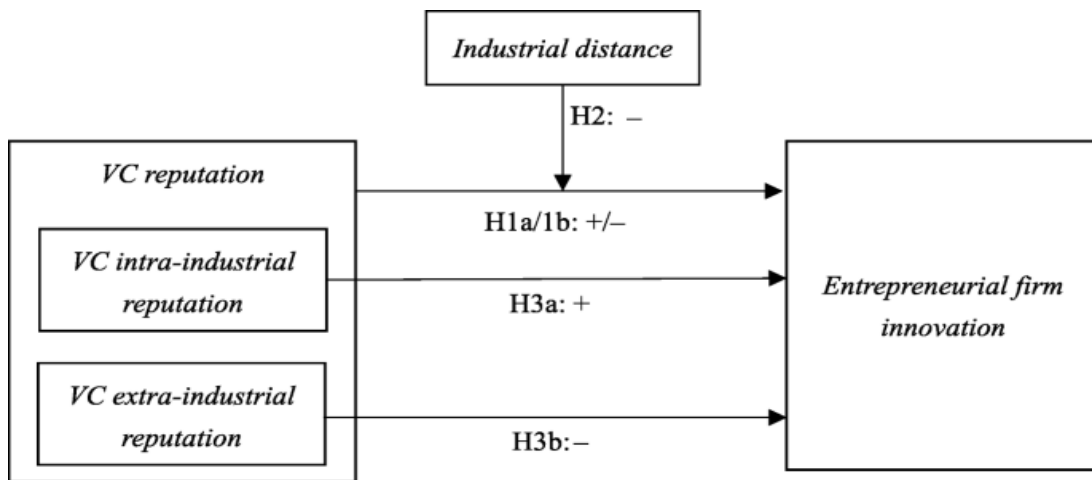 Industrial distance
H2: –
VC reputation
H1a/1b: +/–
VC intra-industrial
reputation
H3a: +
Entrepreneurial firm
innovation
VC extra-industrial
reputation
H3b:–